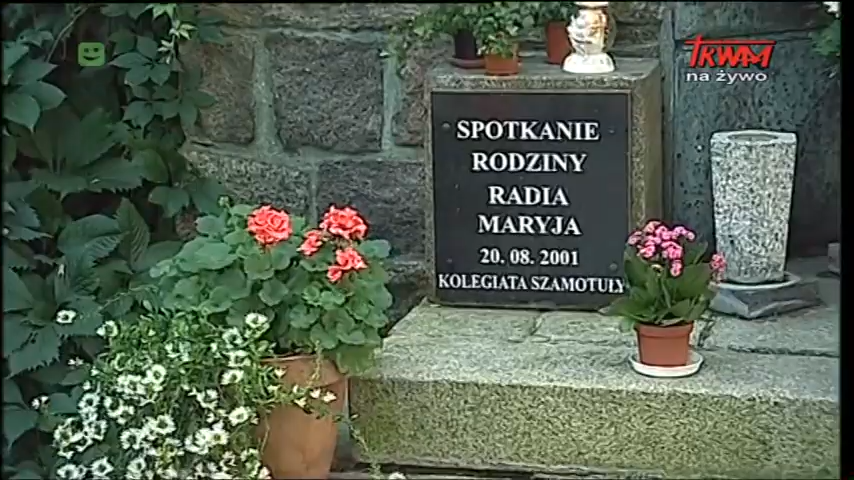 TRWAM
na żywo
SPOTKANIE
RODZINY
RADIA
MARYJA
20.08.2001
KOLEGIATA SZAMOTUŁY